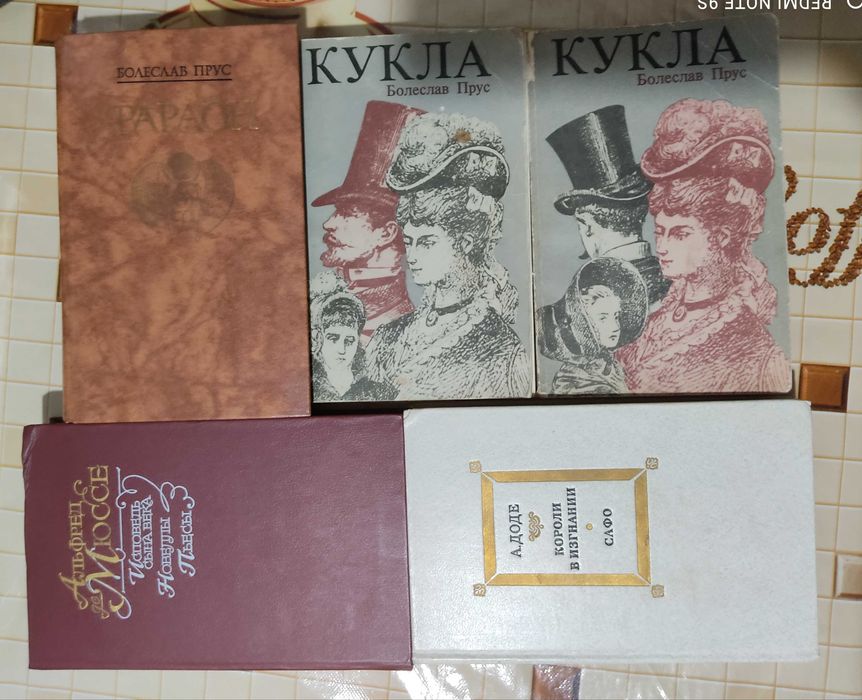 БОЛЕСЛАВ ПРУС
ФАРАОН
КУКЛА
Болеслав Прус
КУКЛА
Болеслав Прус
Альфред
де Мюссе
Исповедь
сына века
Новеллы
Пьесы
А. ДОДЕ
КОРОЛИ
В ИЗГНАНИИ
САФО
REDMI NOTE 9S